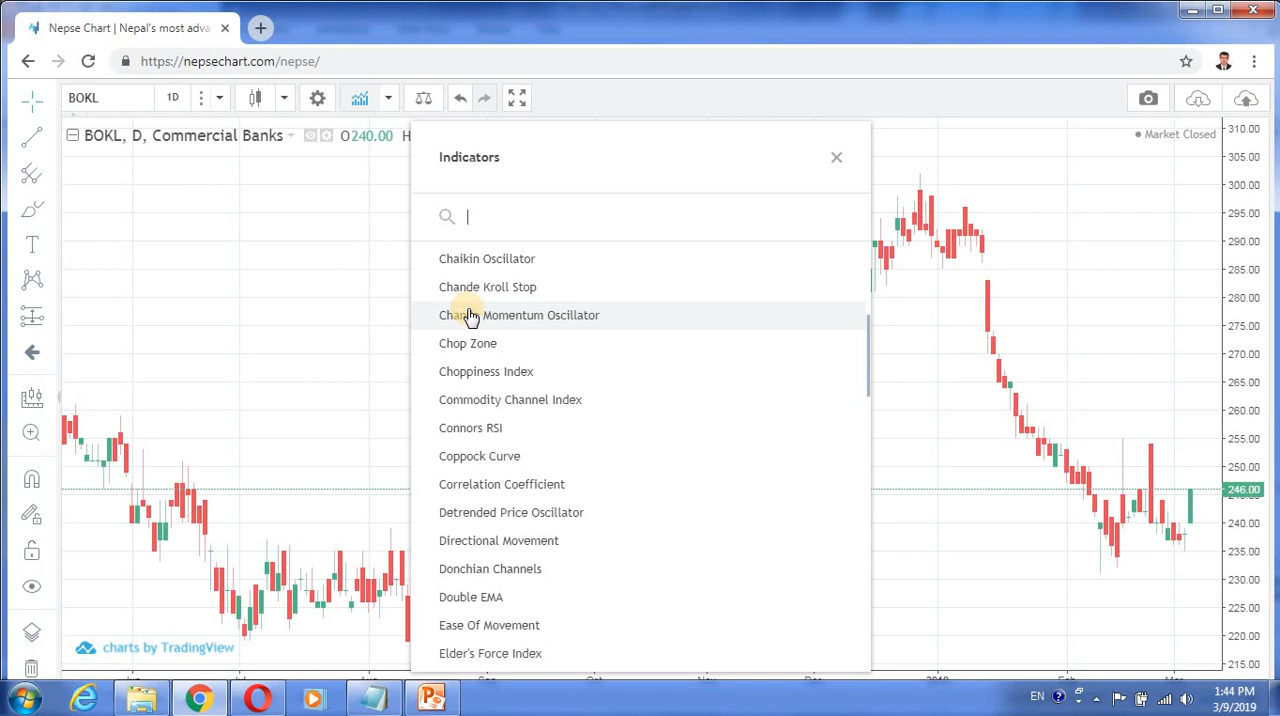 Nepse Chart | Nepal's most adva
https://nepsechart.com/nepse/
BOKL 1D
BOKL, D, Commercial Banks O240.00 H
Market Closed
Indicators
Chaikin Oscillator
Chande Kroll Stop
Momentum Oscillator
Chop Zone
Choppiness Index
Commodity Channel Index
Connors RSI
Coppock Curve
Correlation Coefficient
Detrended Price Oscillator
Directional Movement
Donchian Channels
Double EMA
Ease Of Movement
Elder's Force Index
310.00
305.00
300.00
295.00
290.00
285.00
280.00
275.00
270.00
265.00
260.00
255.00
250.00
246.00
240.00
235.00
230.00
225.00
220.00
215.00
charts by TradingView
EN
1:44 PM
3/9/2019